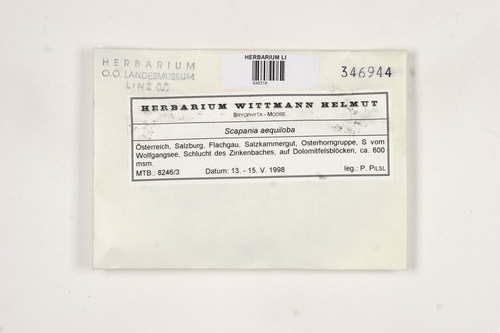 HERBARIUM
O.O. LANDESMUSEUM
LINZ
HERBARIUM LI
346944
HERBARIUM WITTMANN HELMUT
BRYOPHYTA - MOOSE
Scapania aequiloba
Österreich, Salzburg, Flachgau, Salzkammergut, Osterhorngruppe, S vom
Wolfgangsee, Schlucht des Zinkenbaches, auf Dolomitfelsblöcken, ca. 600
msm.
MTB.: 8246/3 Datum: 13. - 15. V. 1998 leg.: P. PILSL